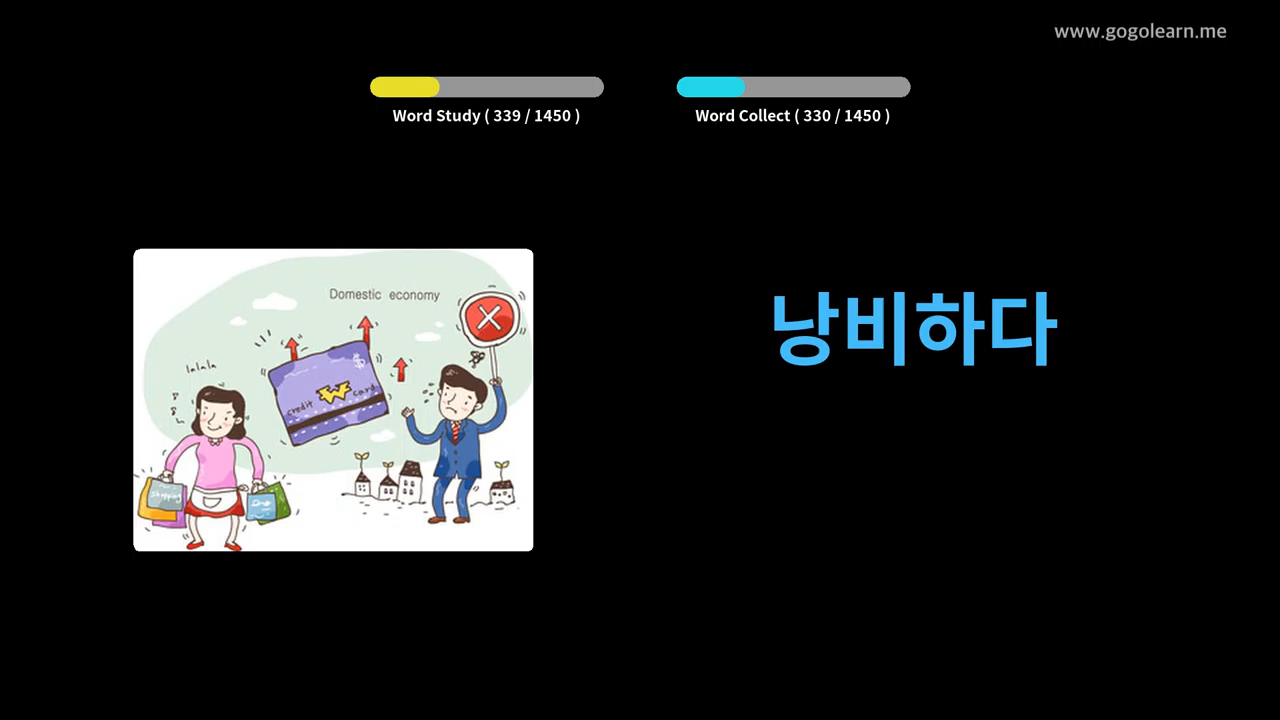 www.gogolearn.me
Word Study ( 339 / 1450 )
Word Collect ( 330 / 1450 )
Domestic economy
lalala
$
W
credit card
Shopping
낭비하다